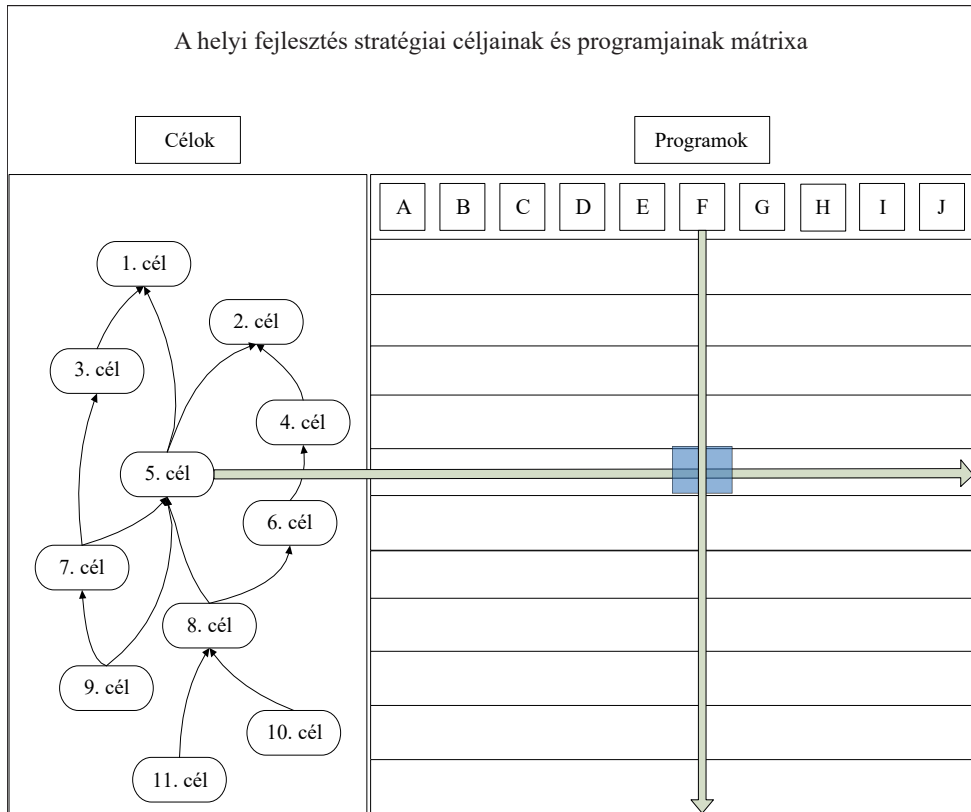 A helyi fejlesztés stratégiai céljainak és programjainak mátrixa
Célok
Programok
A B C D E F G H I J
1. cél
2. cél
3. cél
4. cél
5. cél
6. cél
7. cél
8. cél
9. cél
10. cél
11. cél